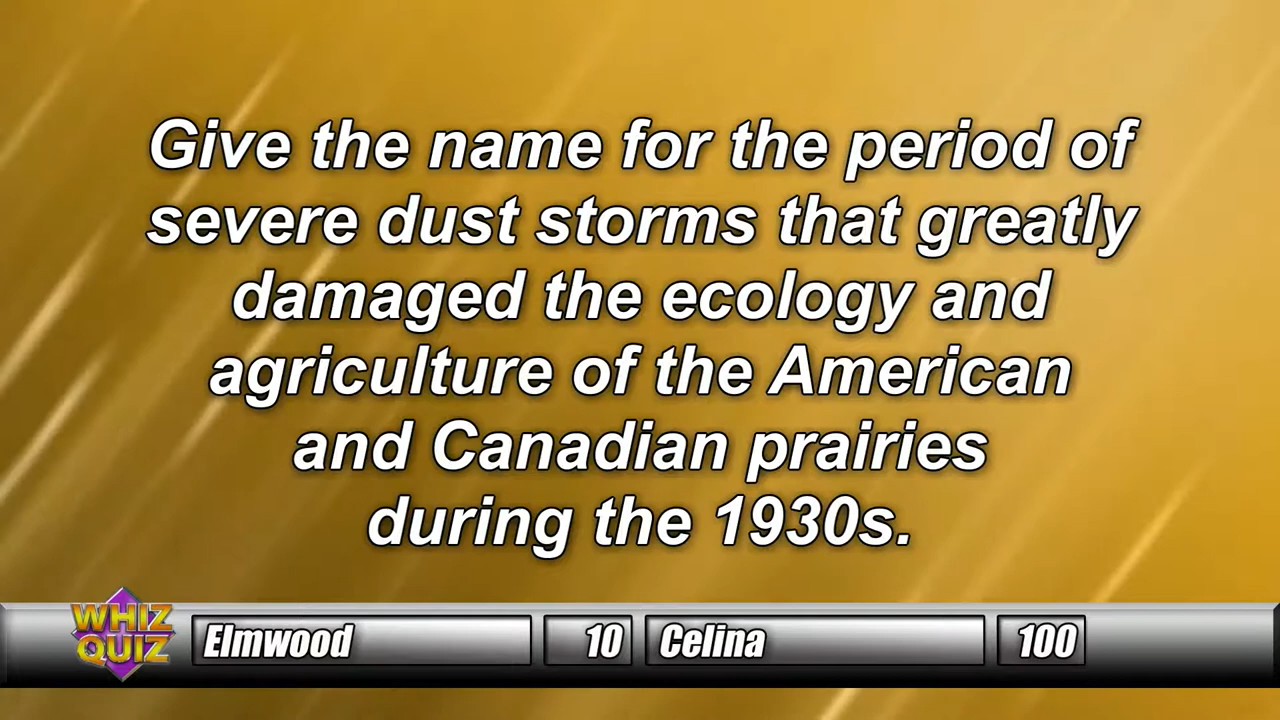 Give the name for the period of
severe dust storms that greatly
damaged the ecology and
agriculture of the American
and Canadian prairies
during the 1930s.
WHIZ
QUIZ
Elmwood 10 Celina 100